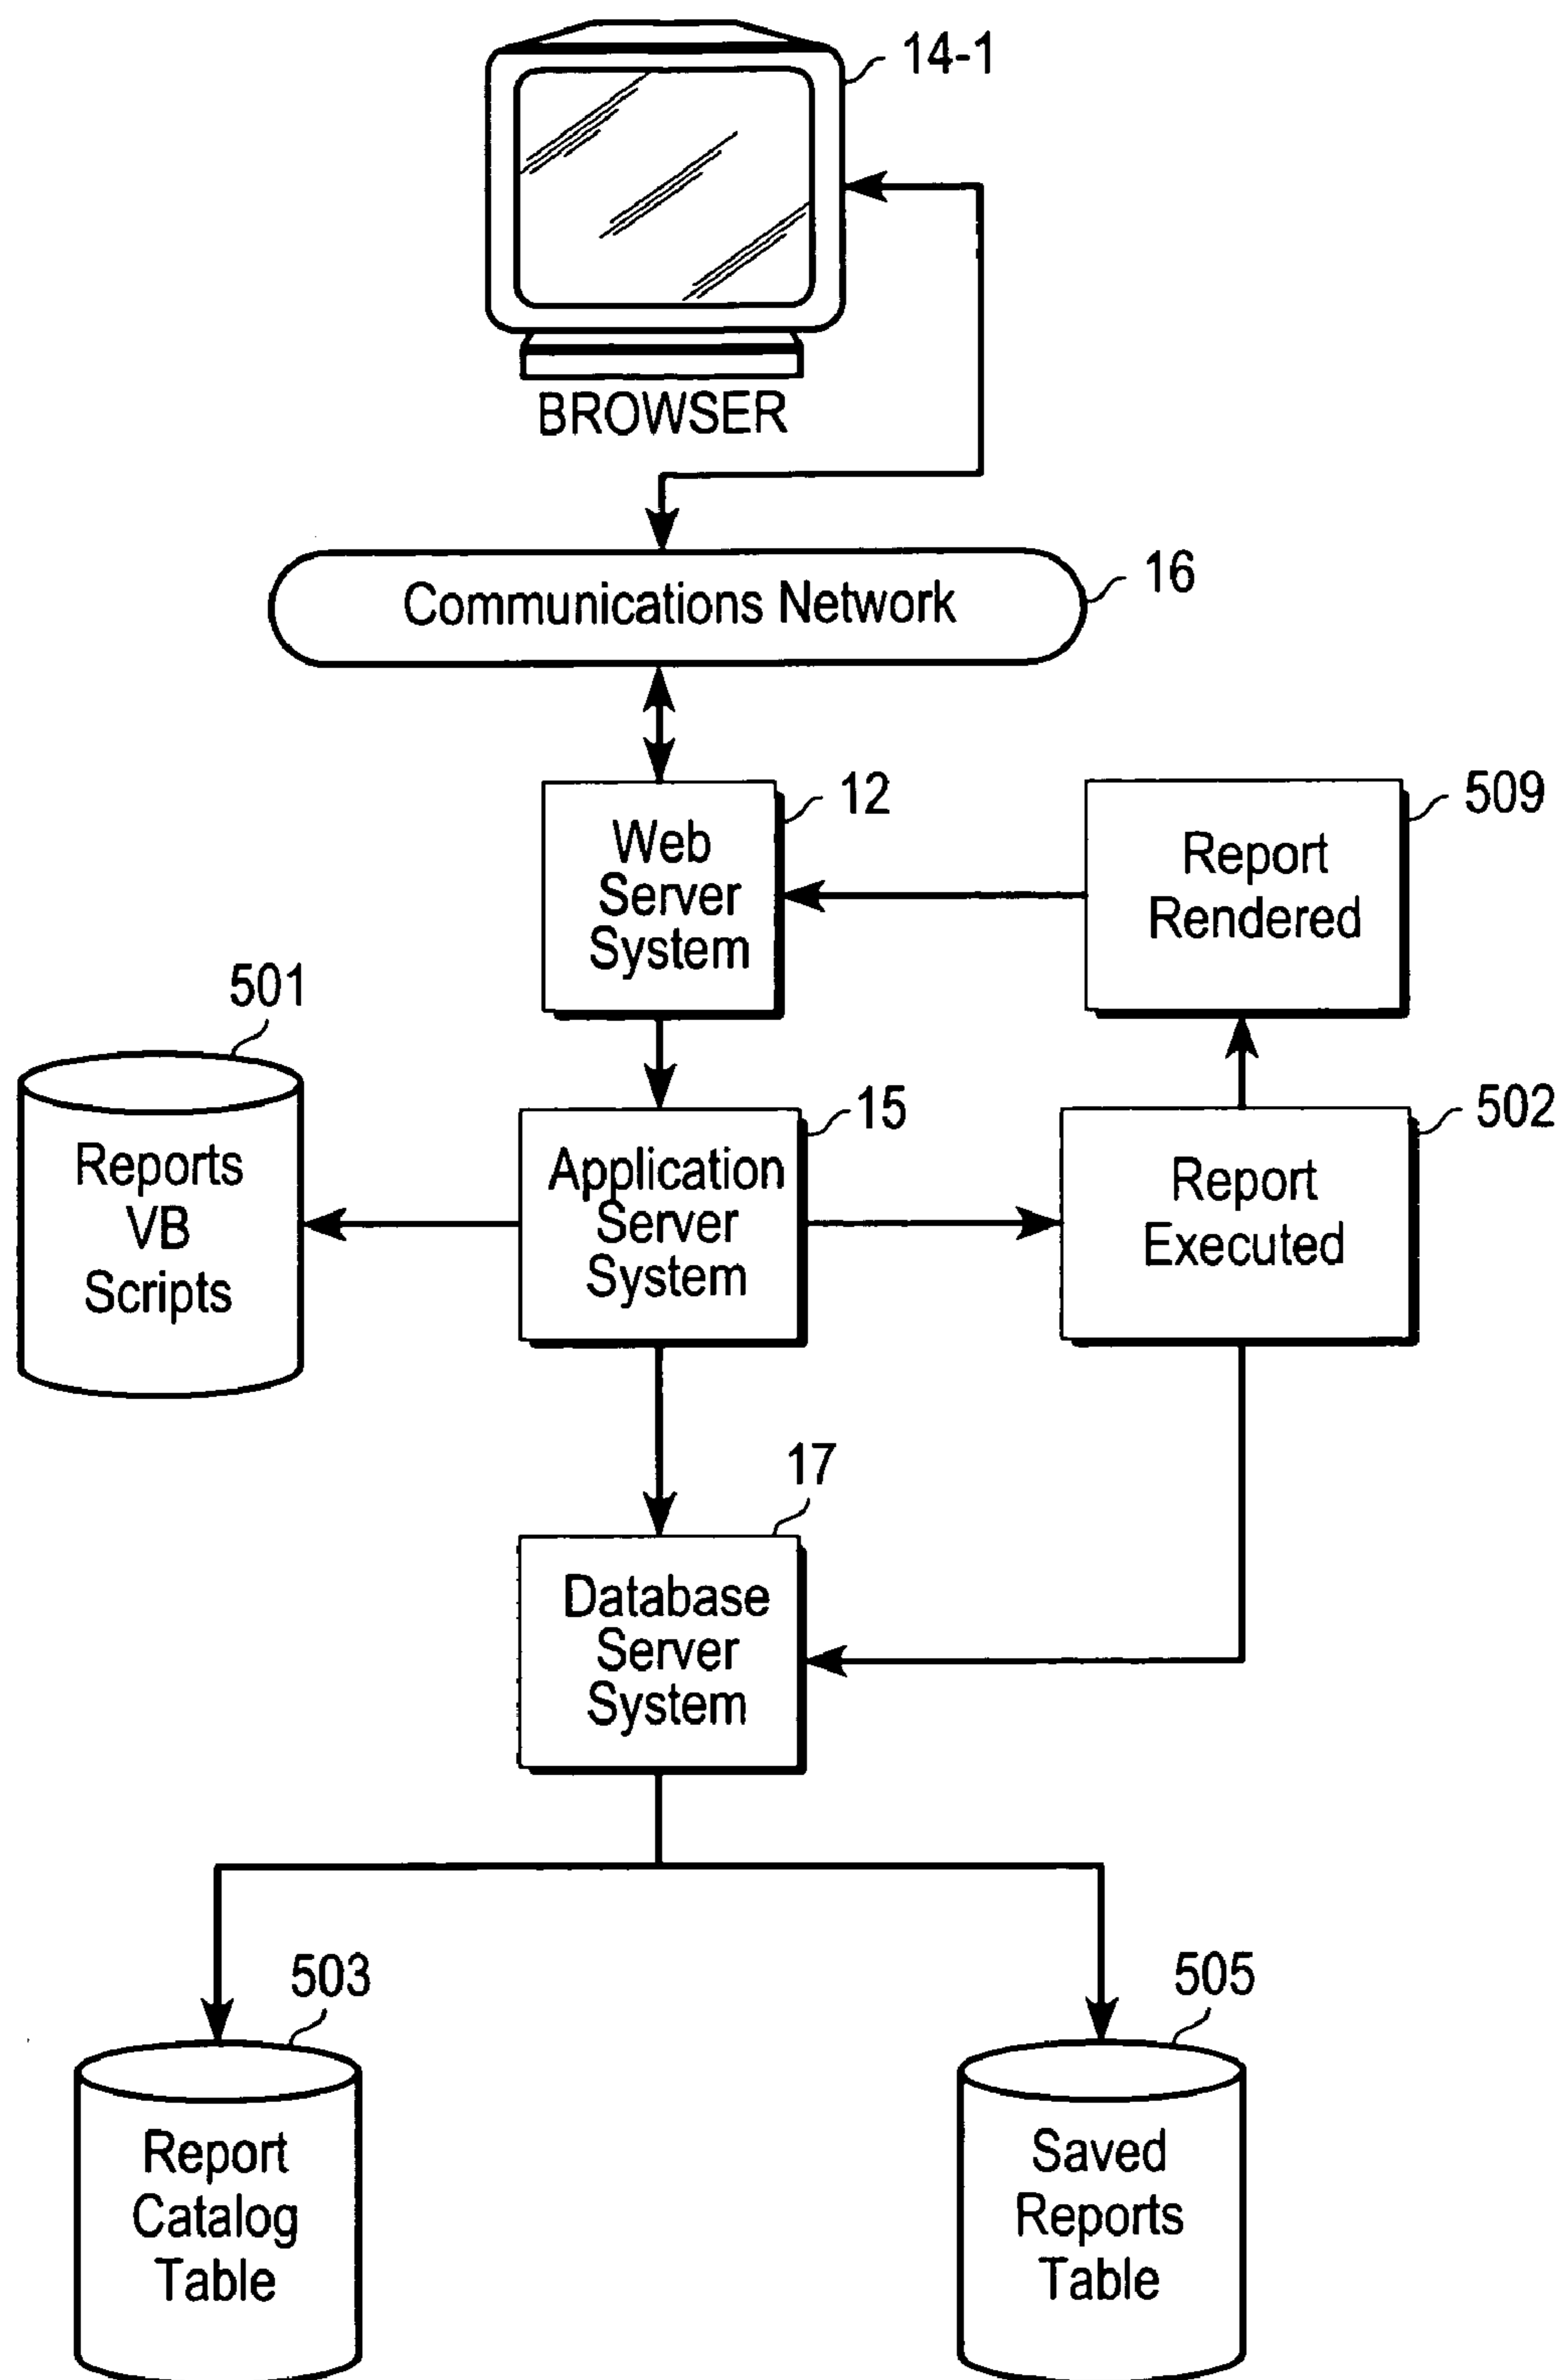 14-1
BROWSER
Communications Network
16
12
Web
Server
System
509
Report
Rendered
501
Reports
VB
Scripts
15
Application
Server
System
502
Report
Executed
17
Database
Server
System
503
Report
Catalog
Table
505
Saved
Reports
Table